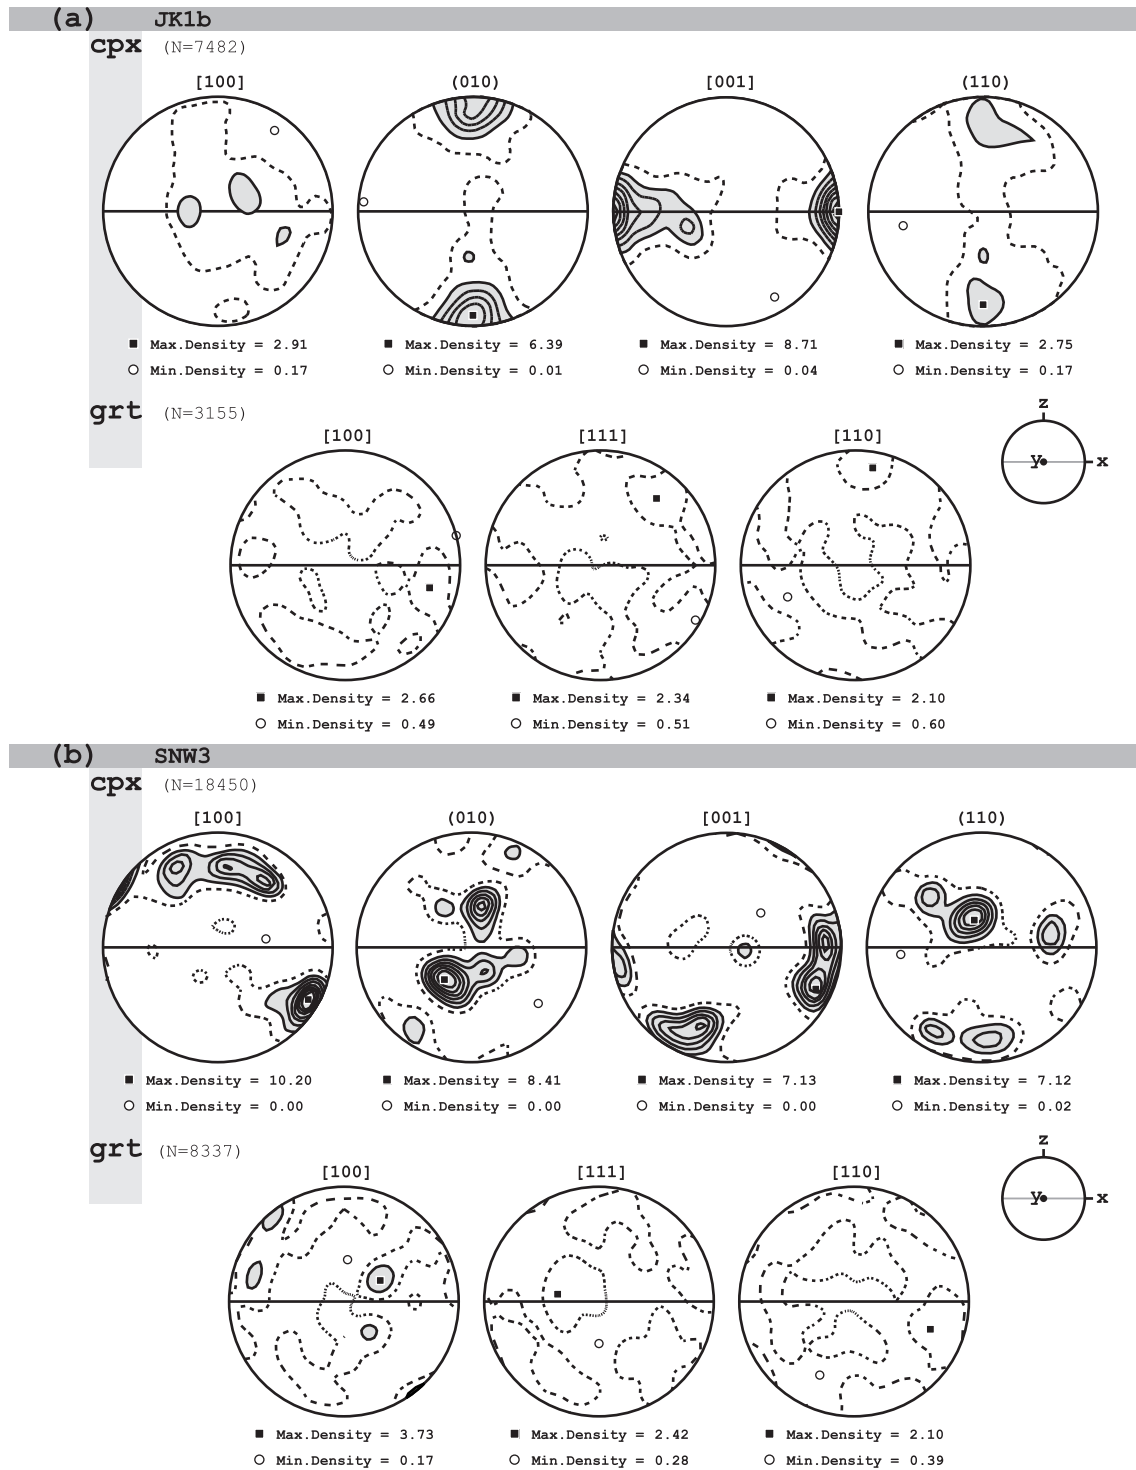 (a) JK1b
cpx (N=7482)
[100] (010) [001] (110)
Max.Density = 2.91 Max.Density = 6.39 Max.Density = 8.71 Max.Density = 2.75
Min.Density = 0.17 Min.Density = 0.01 Min.Density = 0.04 Min.Density = 0.17
grt (N=3155)
[100] [111] [110]
z
y x
Max.Density = 2.66 Max.Density = 2.34 Max.Density = 2.10
Min.Density = 0.49 Min.Density = 0.51 Min.Density = 0.60
(b) SNW3
cpx (N=18450)
[100] (010) [001] (110)
Max.Density = 10.20 Max.Density = 8.41 Max.Density = 7.13 Max.Density = 7.12
Min.Density = 0.00 Min.Density = 0.00 Min.Density = 0.00 Min.Density = 0.02
grt (N=8337)
[100] [111] [110]
z
y x
Max.Density = 3.73 Max.Density = 2.42 Max.Density = 2.10
Min.Density = 0.17 Min.Density = 0.28 Min.Density = 0.39